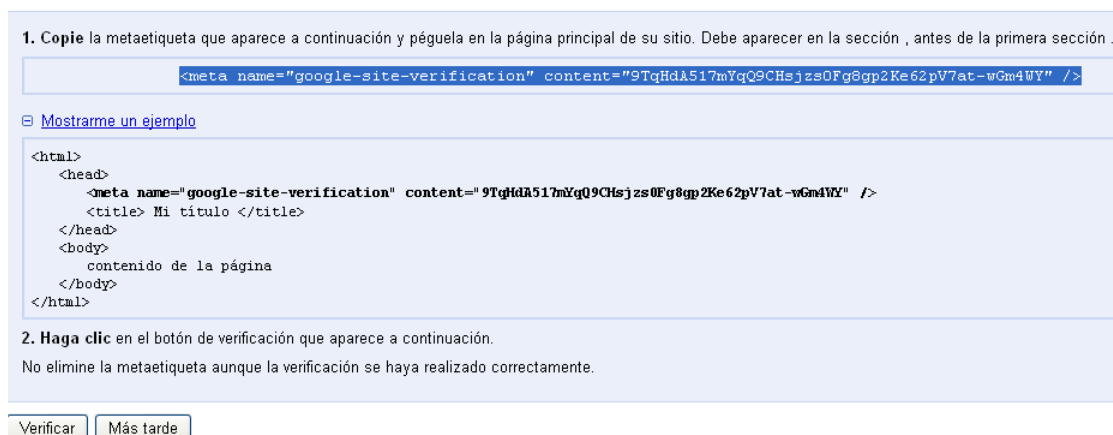 1. Copie la metaetiqueta que aparece a continuación y péguela en la página principal de su sitio. Debe aparecer en la sección , antes de la primera sección .
<meta name="google-site-verification" content="9TqHdA517mYqQ9CHsjzs0Fg8gp2Ke62pV7at-wGm4WY" />
Mostrarme un ejemplo
<html>
<head>
<meta name="google-site-verification" content="9TqHdA517mYqQ9CHsjzs0Fg8gp2Ke62pV7at-wGm4WY" />
<title> Mi título </title>
</head>
<body>
contenido de la página
</body>
</html>
2. Haga clic en el botón de verificación que aparece a continuación.
No elimine la metaetiqueta aunque la verificación se haya realizado correctamente.
Verificar Más tarde